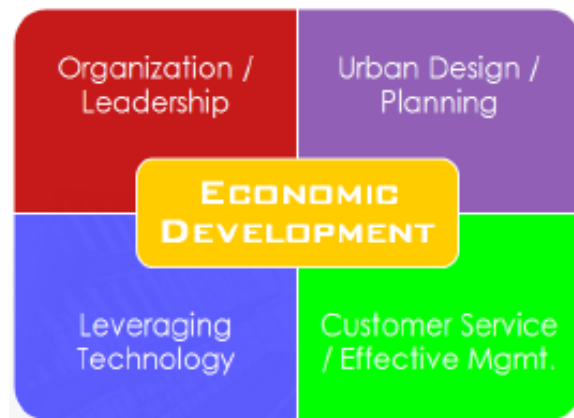 Organization /
Leadership
Urban Design /
Planning
ECONOMIC
DEVELOPMENT
Leveraging
Technology
Customer Service
/ Effective Mgmt.